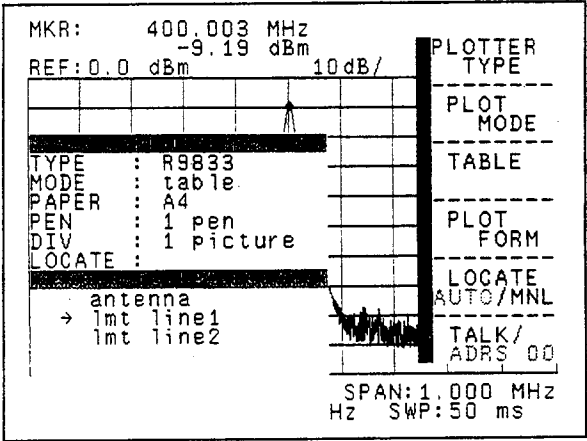 MKR: 400.003 MHz
-9.19 dBm
REF:0.0 dBm 10dB/
TYPE : R9833
MODE : table
PAPER : A4
PEN : 1 pen
DIV : 1 picture
LOCATE :
antenna
→ lmt line1
lmt line2
PLOTTER
TYPE
PLOT
MODE
TABLE
PLOT
FORM
LOCATE
AUTO/MNL
TALK/
ADRS 00
SPAN:1.000 MHz
Hz SWP:50 ms